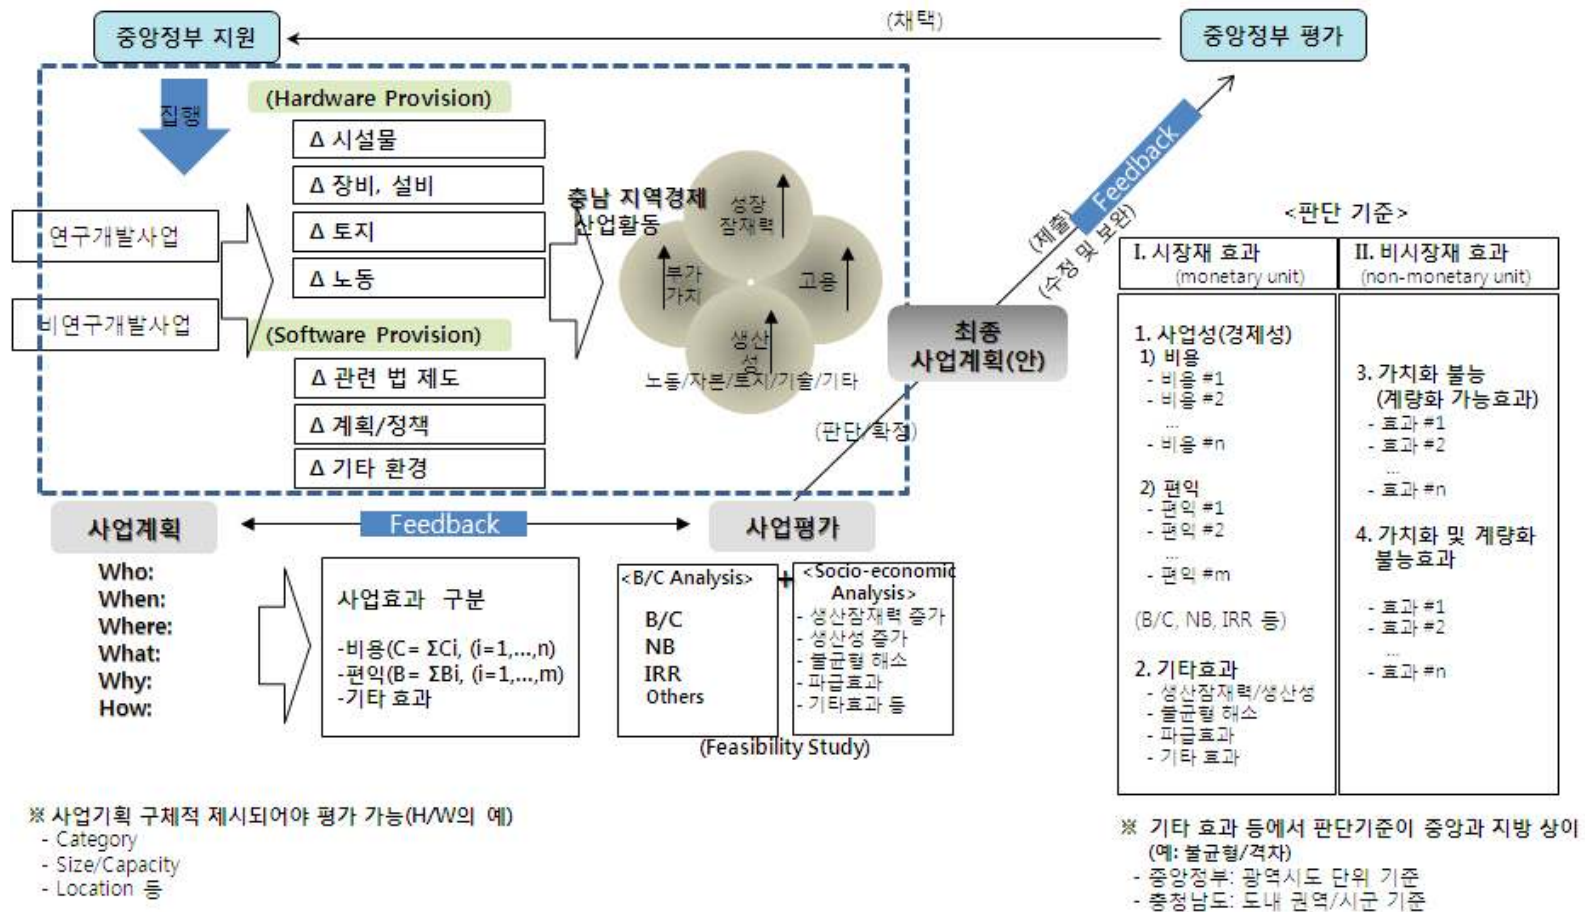 중앙정부 지원
(채택)
중앙정부 평가
집행
(Hardware Provision)
Δ 시설물
Δ 장비, 설비
Δ 토지
Δ 노동
연구개발사업
비연구개발사업
(Software Provision)
Δ 관련 법 제도
Δ 계획/정책
Δ 기타 환경
충남 지역경제
산업활동
성장
잠재력
부가
가치
고용
생산
성
노동/자본/토지/기술/기타
(판단/확정)
최종
사업계획(안)
(제출)
Feedback
(수정 및 보완)
사업계획
Feedback
사업평가
Who:
When:
Where:
What:
Why:
How:
사업효과 구분
-비용(C= ΣCi, (i=1,...,n)
-편익(B= ΣBi, (i=1,...,m)
-기타 효과
<B/C Analysis>
B/C
NB
IRR
Others
+
<Socio-economic
Analysis>
- 생산잠재력 증가
- 생산성 증가
- 불균형 해소
- 파급효과
- 기타효과 등
(Feasibility Study)
※ 사업기획 구체적 제시되어야 평가 가능(H/W의 예)
- Category
- Size/Capacity
- Location 등
<판단 기준>
I. 시장재 효과
(monetary unit)
1. 사업성(경제성)
1) 비용
- 비용 #1
- 비용 #2
...
- 비용 #n
2) 편익
- 편익 #1
- 편익 #2
...
- 편익 #m
(B/C, NB, IRR 등)
2. 기타효과
- 생산잠재력/생산성
- 불균형 해소
- 파급효과
- 기타 효과
II. 비시장재 효과
(non-monetary unit)
3. 가치화 불능
(계량화 가능효과)
- 효과 #1
- 효과 #2
...
- 효과 #n
4. 가치화 및 계량화
불능효과
- 효과 #1
- 효과 #2
...
- 효과 #n
※ 기타 효과 등에서 판단기준이 중앙과 지방 상이
(예: 불균형/격차)
- 중앙정부: 광역시도 단위 기준
- 충청남도: 도내 권역/시군 기준